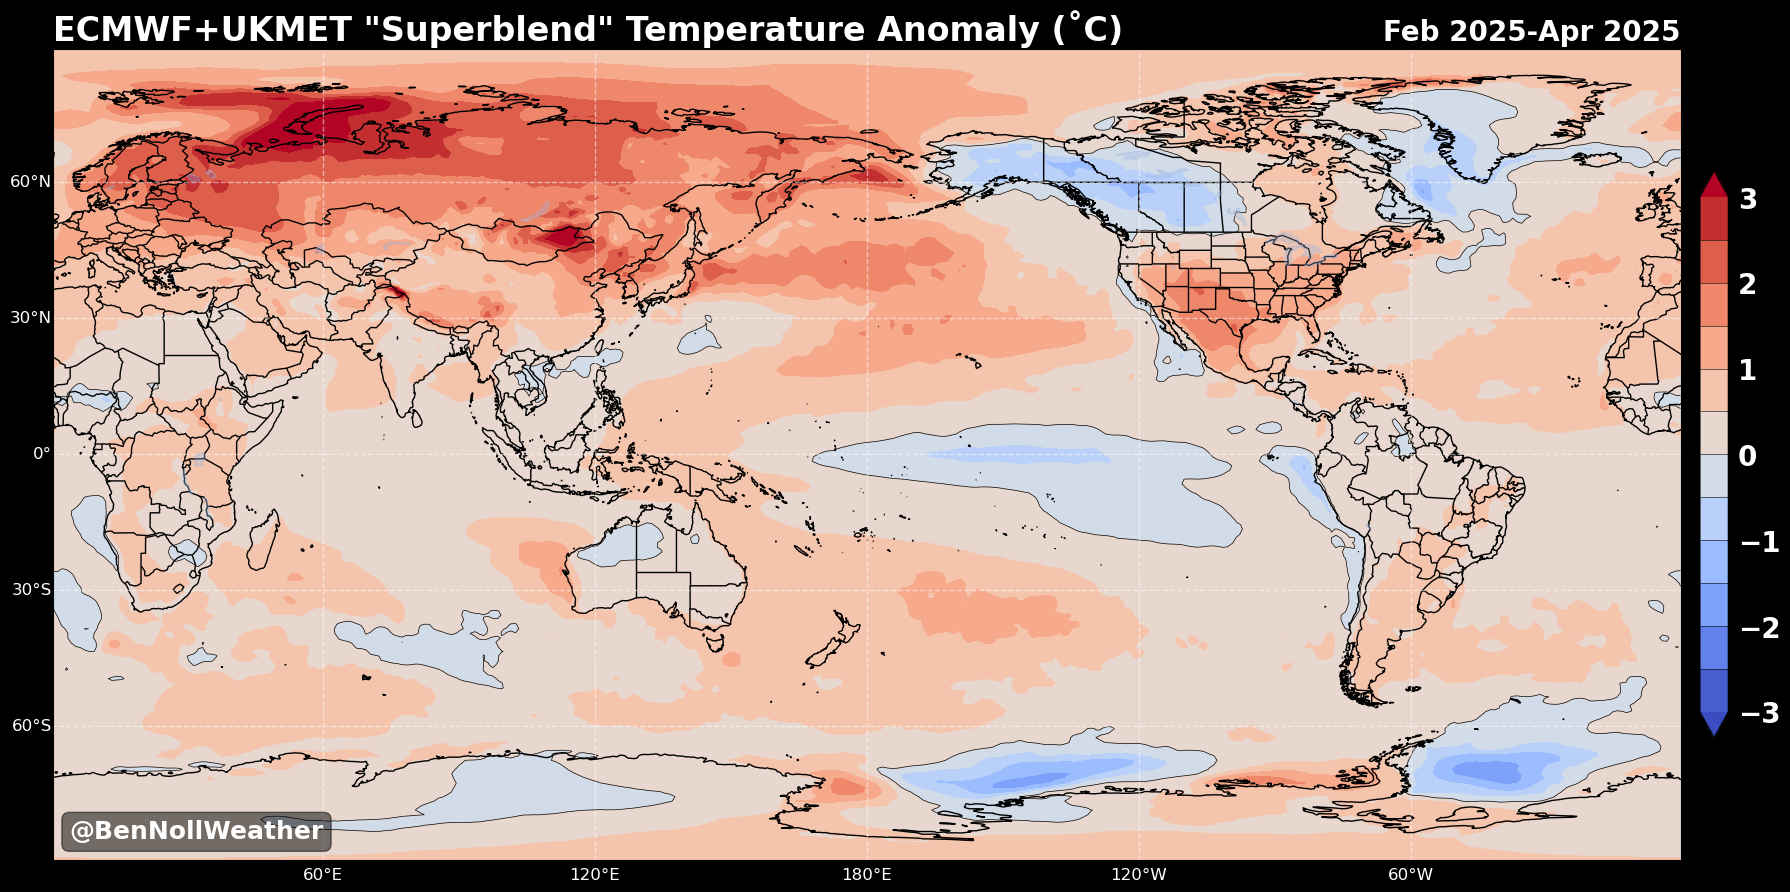 ECMWF+UKMET "Superblend" Temperature Anomaly (˚C)
Feb 2025-Apr 2025
60°N
30°N
0°
30°S
60°S
60°E
120°E
180°E
120°W
60°W
3
2
1
0
−1
−2
−3
@BenNollWeather